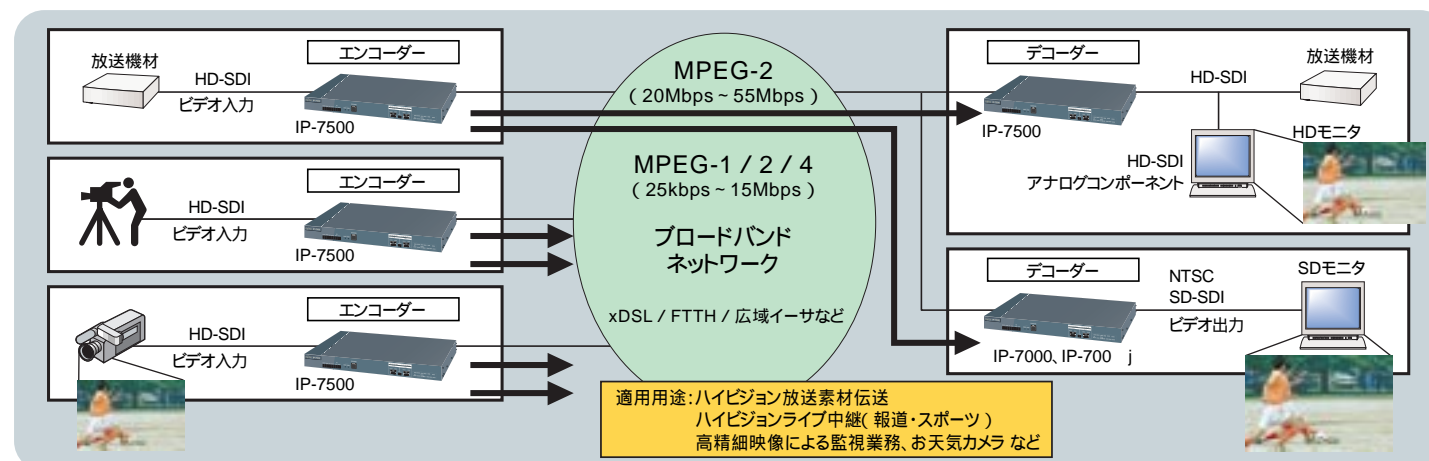 放送機材
HD-SDI
ビデオ入力
エンコーダー
IP-7500
HD-SDI
ビデオ入力
エンコーダー
IP-7500
HD-SDI
ビデオ入力
エンコーダー
IP-7500
MPEG-2
(20Mbps~55Mbps)
MPEG-1 / 2 / 4
(25kbps~15Mbps)
ブロードバンド
ネットワーク
xDSL / FTTH / 広域イーサなど
適用用途:ハイビジョン放送素材伝送
ハイビジョンライブ中継(報道・スポーツ)
高精細映像による監視業務、お天気カメラ など
デコーダー
IP-7500
HD-SDI
放送機材
HDモニタ
HD-SDI
アナログコンポーネント
デコーダー
IP-7000、IP-700 j
NTSC
SD-SDI
ビデオ出力
SDモニタ